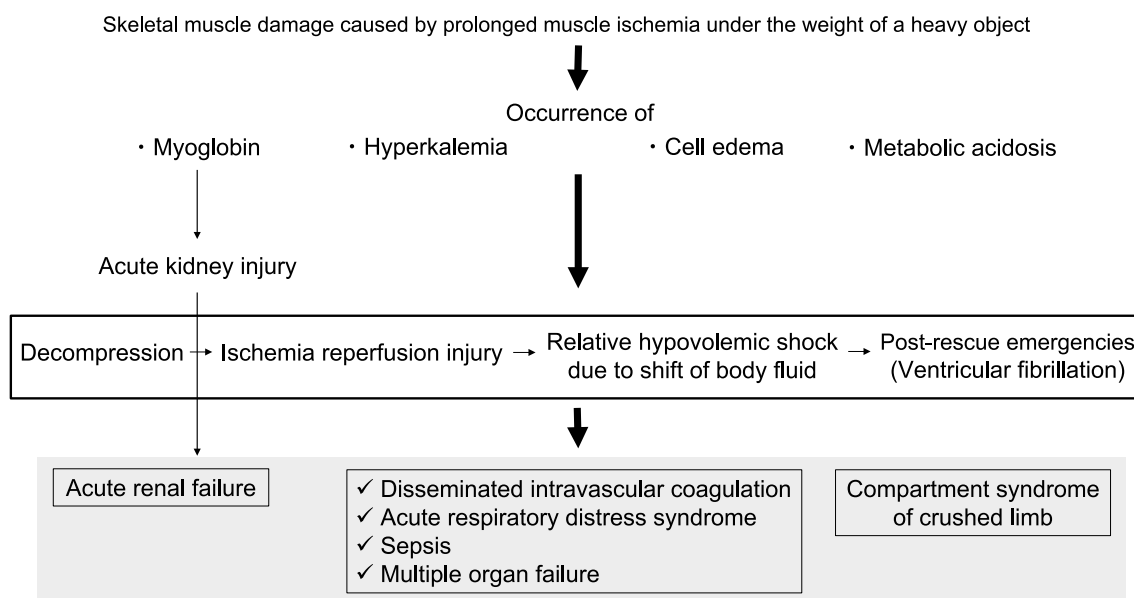 Skeletal muscle damage caused by prolonged muscle ischemia under the weight of a heavy object
Occurrence of
・Myoglobin
・Hyperkalemia
・Cell edema
・Metabolic acidosis
Acute kidney injury
Decompression
Ischemia reperfusion injury
Relative hypovolemic shock
due to shift of body fluid
Post-rescue emergencies
(Ventricular fibrillation)
Acute renal failure
✓ Disseminated intravascular coagulation
✓ Acute respiratory distress syndrome
✓ Sepsis
✓ Multiple organ failure
Compartment syndrome
of crushed limb